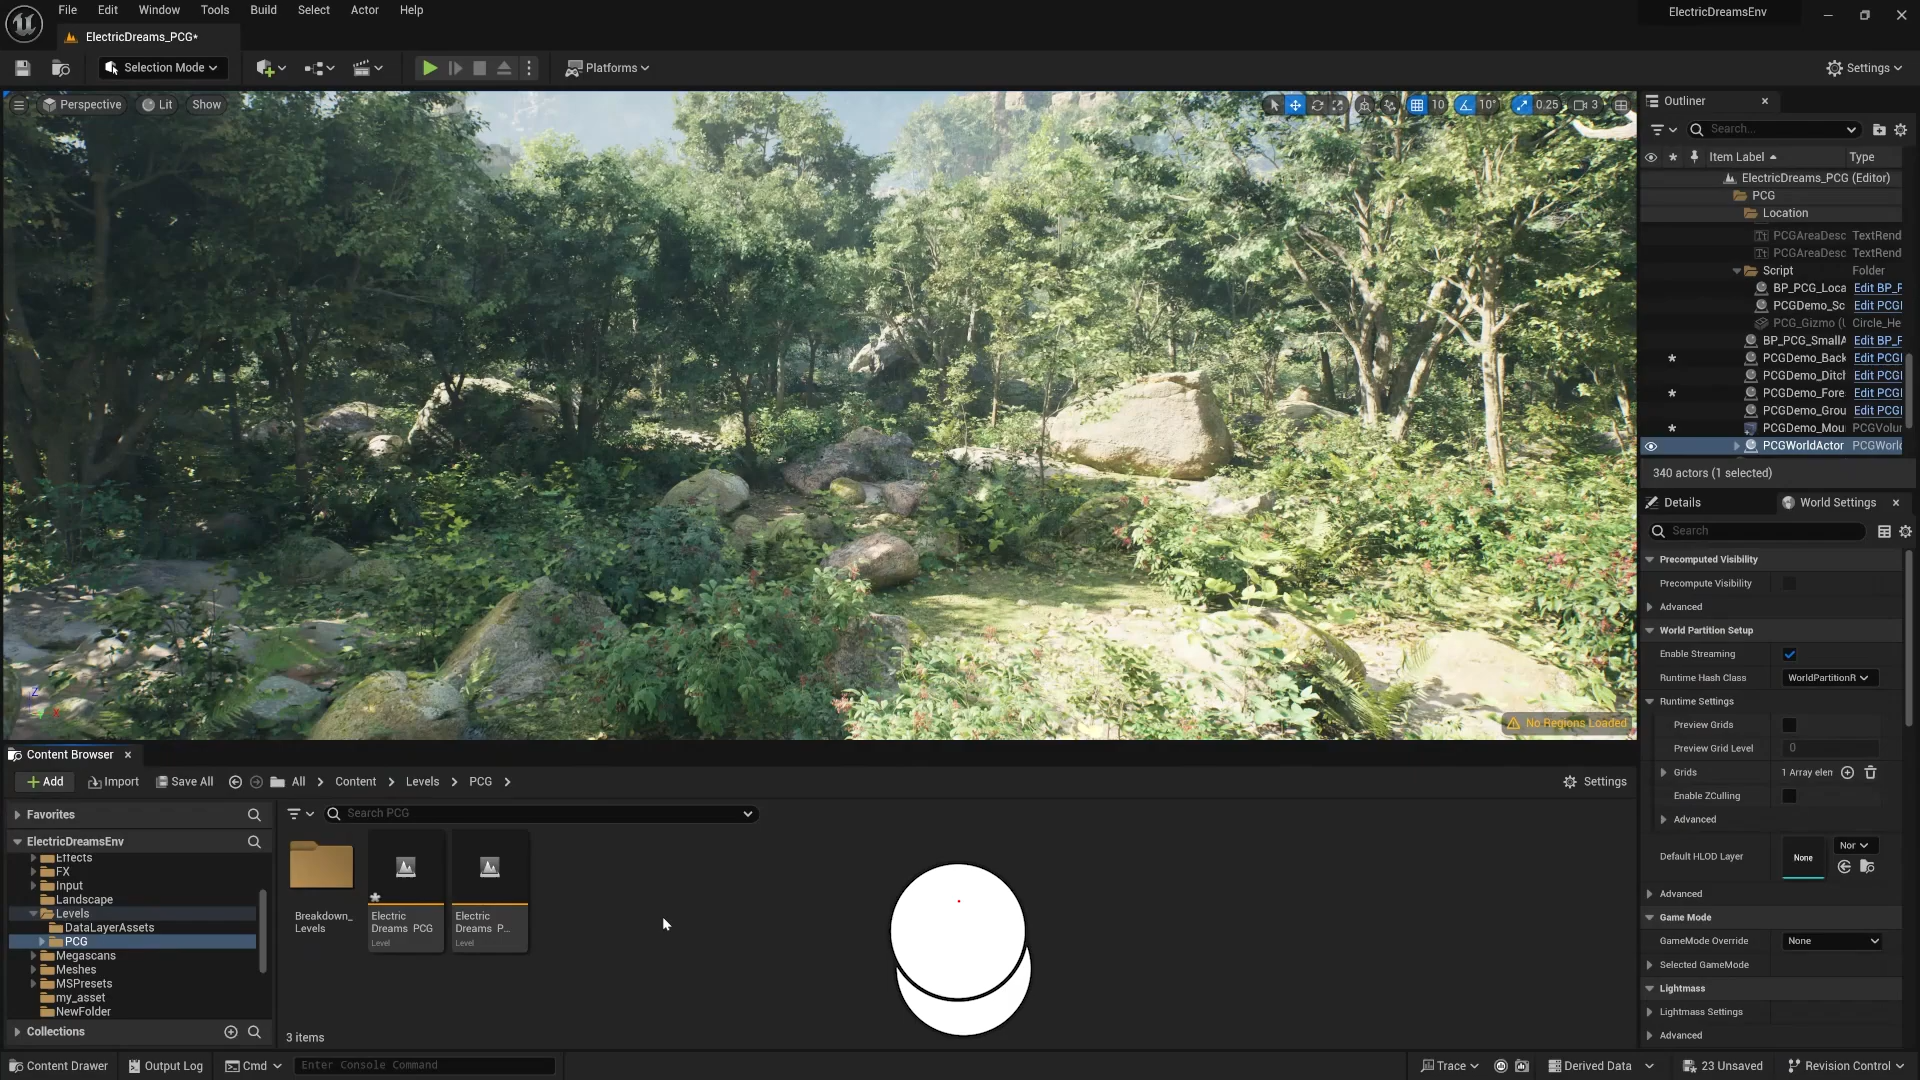 File Edit Window Tools Build Select Actor Help
ElectricDreamsEnv
ElectricDreams_PCG*
Selection Mode
Platforms
Settings
Perspective
Lit
Show
10
10°
0.25
3
No Regions Loaded
Outliner
Search...
Item Label
Type
ElectricDreams_PCG (Editor)
PCG
Location
PCGAreaDesc TextRend
PCGAreaDesc TextRend
Script Folder
BP_PCG_Loca Edit BP_P
PCGDemo_Sc Edit PCGI
PCG_Gizmo (U Circle_He
BP_PCG_SmallA Edit BP_P
PCGDemo_Back Edit PCGI
PCGDemo_Ditch Edit PCGI
PCGDemo_Fore Edit PCGI
PCGDemo_Grou Edit PCGI
PCGDemo_Mou PCGVolur
PCGWorldActor PCGWorld
340 actors (1 selected)
Details
World Settings
Search
Precomputed Visibility
Precompute Visibility
Advanced
World Partition Setup
Enable Streaming
Runtime Hash Class WorldPartitionR
Runtime Settings
Preview Grids
Preview Grid Level 0
Grids 1 Array elen
Enable ZCulling
Advanced
Default HLOD Layer None Nor
Advanced
Game Mode
GameMode Override None
Selected GameMode
Lightmass
Lightmass Settings
Advanced
Content Browser
Add Import Save All All Content Levels PCG Settings
Favorites
ElectricDreamsEnv
Effects
FX
Input
Landscape
Levels
DataLayerAssets
PCG
Megascans
Meshes
MSPresets
my_asset
NewFolder
Collections
Search PCG
Breakdown_
Levels
Electric
Dreams_PCG
Level
Electric
Dreams_P...
Level
3 items
Content Drawer Output Log Cmd Enter Console Command
Trace Derived Data 23 Unsaved Revision Control